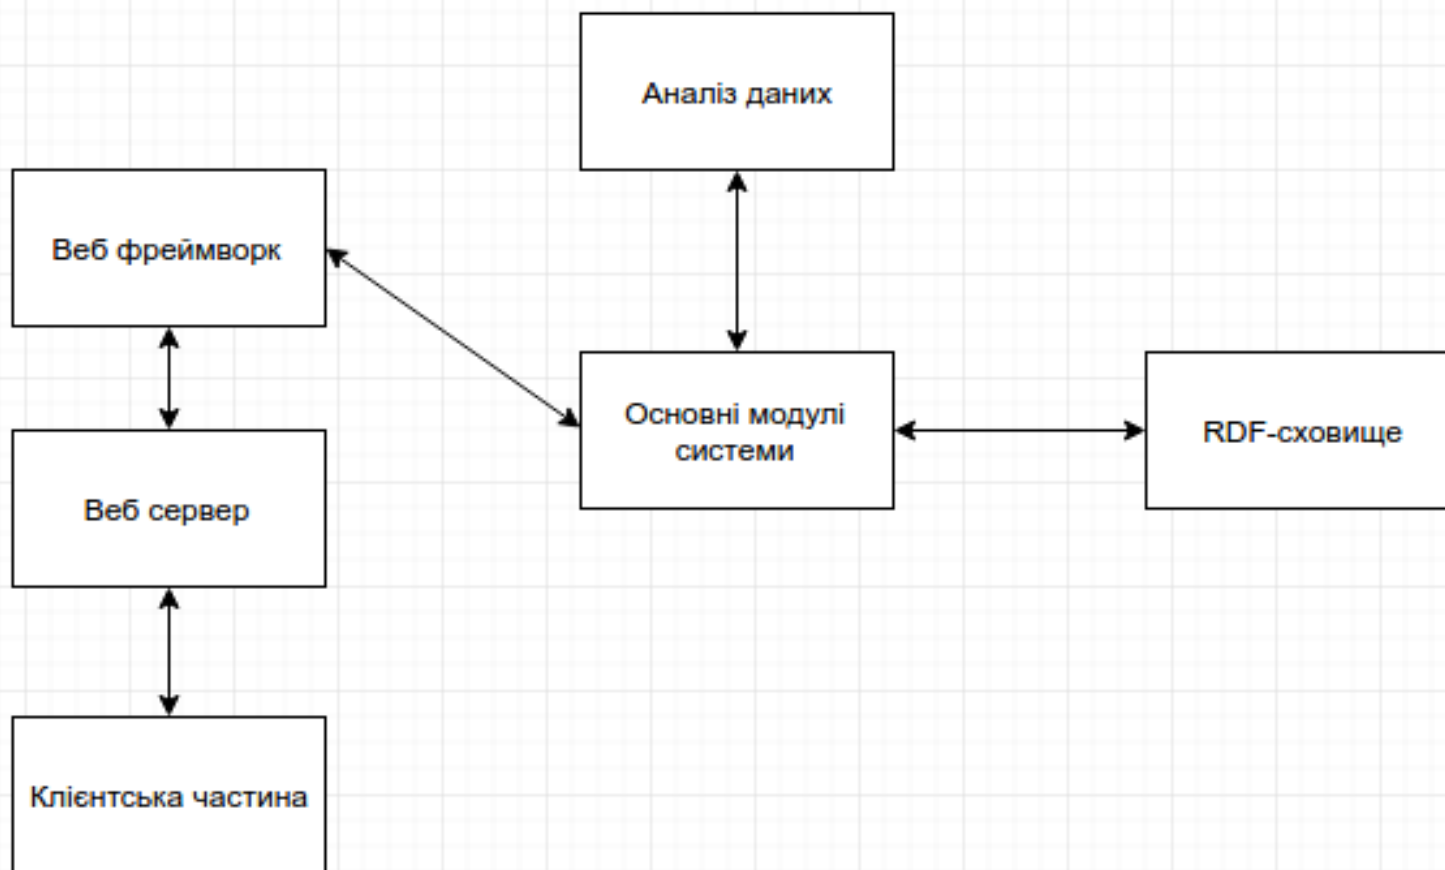 Аналіз даних
Веб фреймворк
Основні модулі
системи
RDF-сховище
Веб сервер
Клієнтська частина